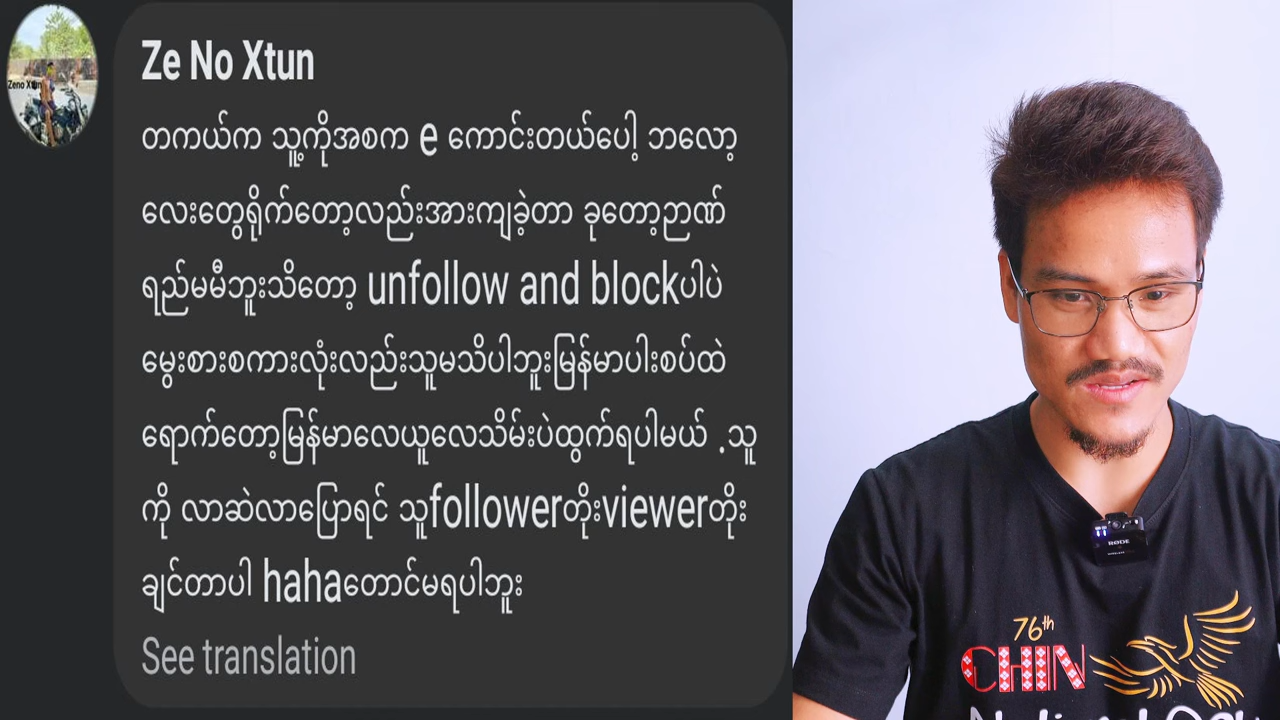 Zeno Xtun
Ze No Xtun
တကယ်က သူ့ကိုအစက e ကောင်းတယ်ပေါ့ ဘလော့
လေးတွေရိုက်တော့လည်းအားကျခဲ့တာ ခုတော့ဉာဏ်
ရည်မမီဘူးသိတော့ unfollow and blockပါပဲ
မွေးစားစကားလုံးလည်းသူမသိပါဘူးမြန်မာပါးစပ်ထဲ
ရောက်တော့မြန်မာလေယူလေသိမ်းပဲထွက်ရပါမယ် .သူ
ကို လာဆဲလာပြောရင် သူfollowerတိုးviewerတိုး
ချင်တာပါ hahaတောင်မရပါဘူး
See translation
RØDE
76th
CHIN